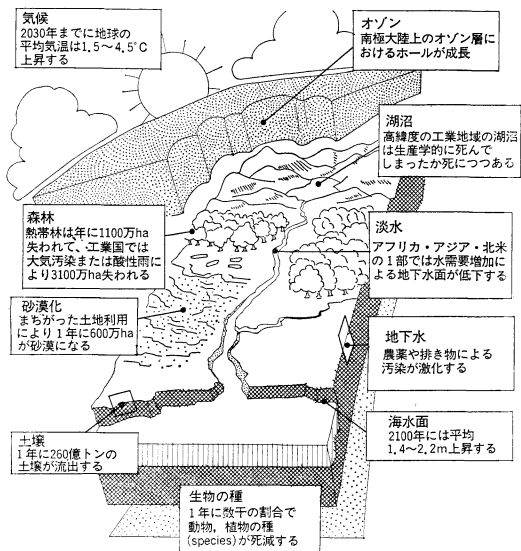 気候
2030年までに地球の
平均気温は1.5～4.5℃
上昇する
オゾン
南極大陸上のオゾン層に
おけるホールが成長
湖沼
高緯度の工業地域の湖沼
は生産学的に死んで
しまったか死につつある
森林
熱帯林は年に1100万ha
失われて、工業国では
大気汚染または酸性雨に
より3100万ha失われる
淡水
アフリカ・アジア・北米
の1部では水需要増加に
よる地下水面が低下する
砂漠化
まちがった土地利用
により1年に600万ha
が砂漠になる
地下水
農薬や排き物による
汚染が激化する
土壌
1年に260億トンの
土壌が流出する
海水面
2100年には平均
1.4～2.2m上昇する
生物の種
1年に数千の割合で
動物，植物の種
(species)が死滅する